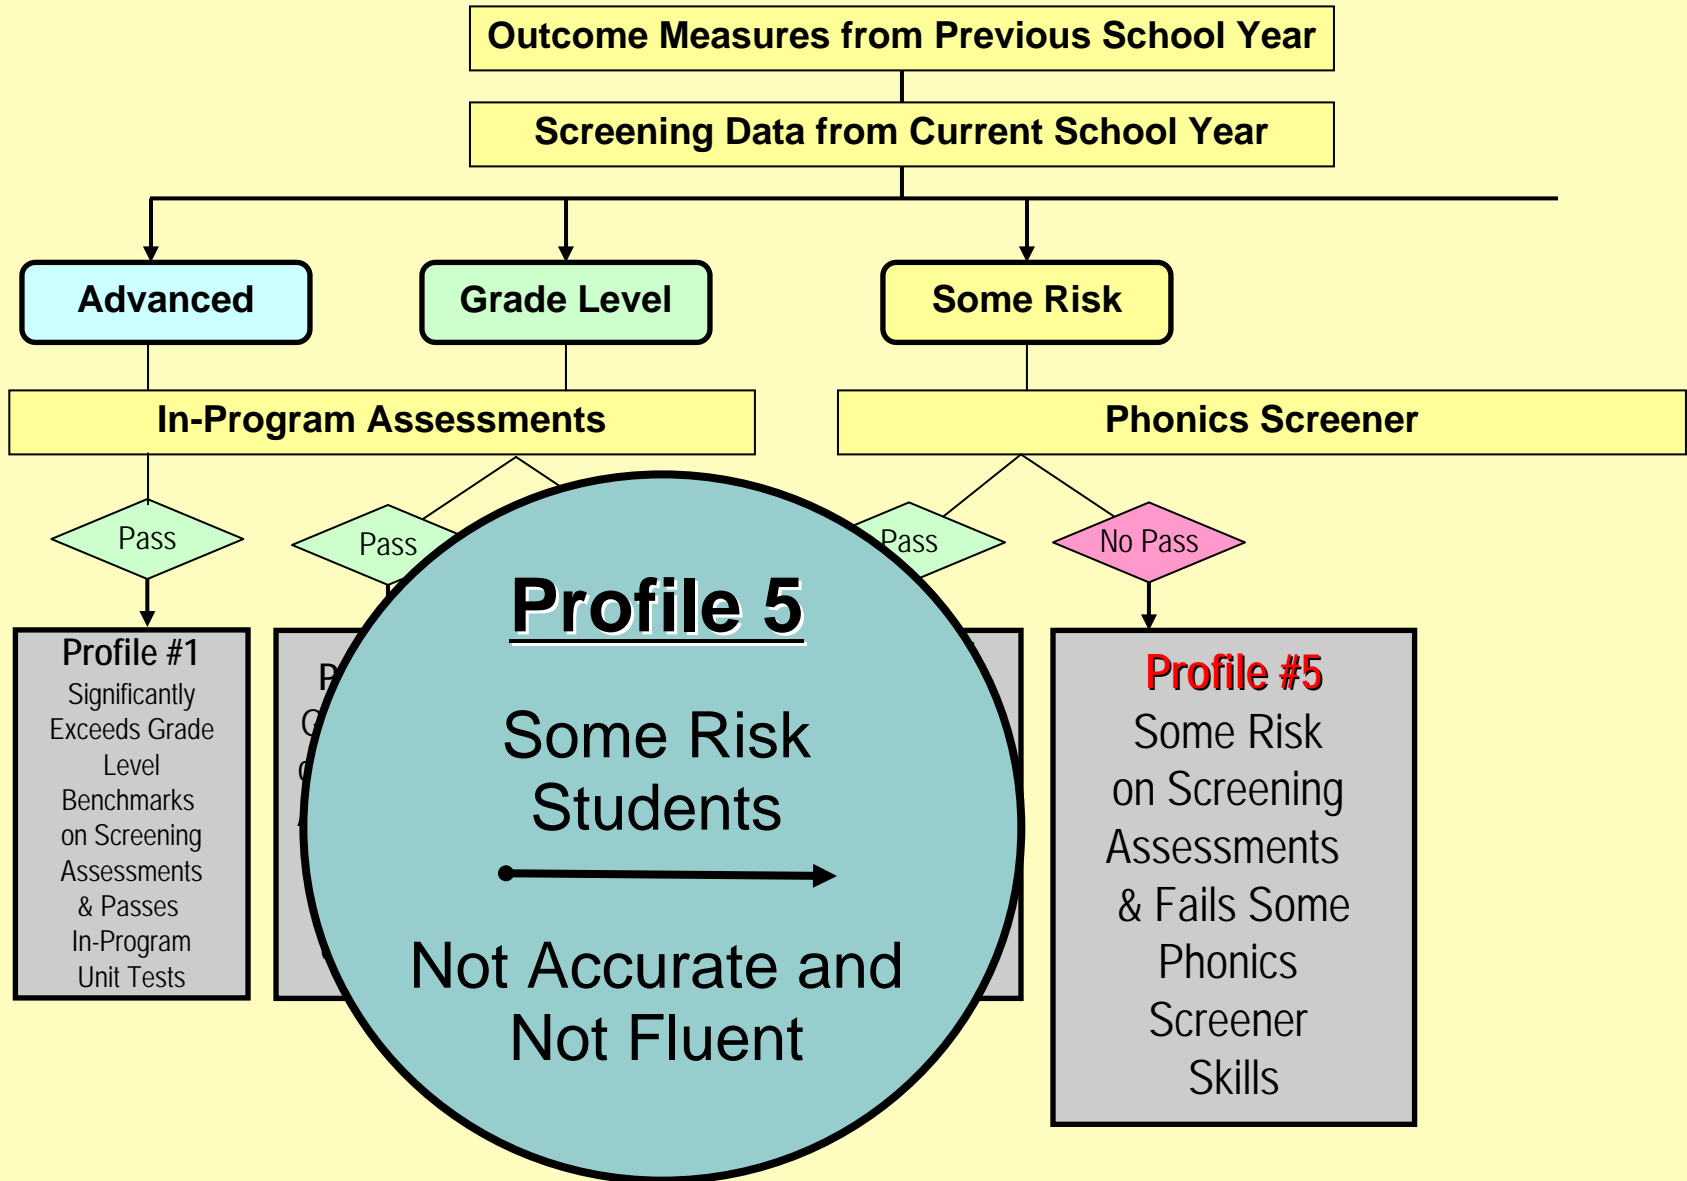 Outcome Measures from Previous School Year
Screening Data from Current School Year
Advanced
Grade Level
Some Risk
In-Program Assessments
Phonics Screener
Pass
Pass
Pass
No Pass
Profile #1
Significantly
Exceeds Grade
Level
Benchmarks
on Screening
Assessments
& Passes
In-Program
Unit Tests
Profile 5
Some Risk
Students
Not Accurate and
Not Fluent
Profile #5
Some Risk
on Screening
Assessments
& Fails Some
Phonics
Screener
Skills